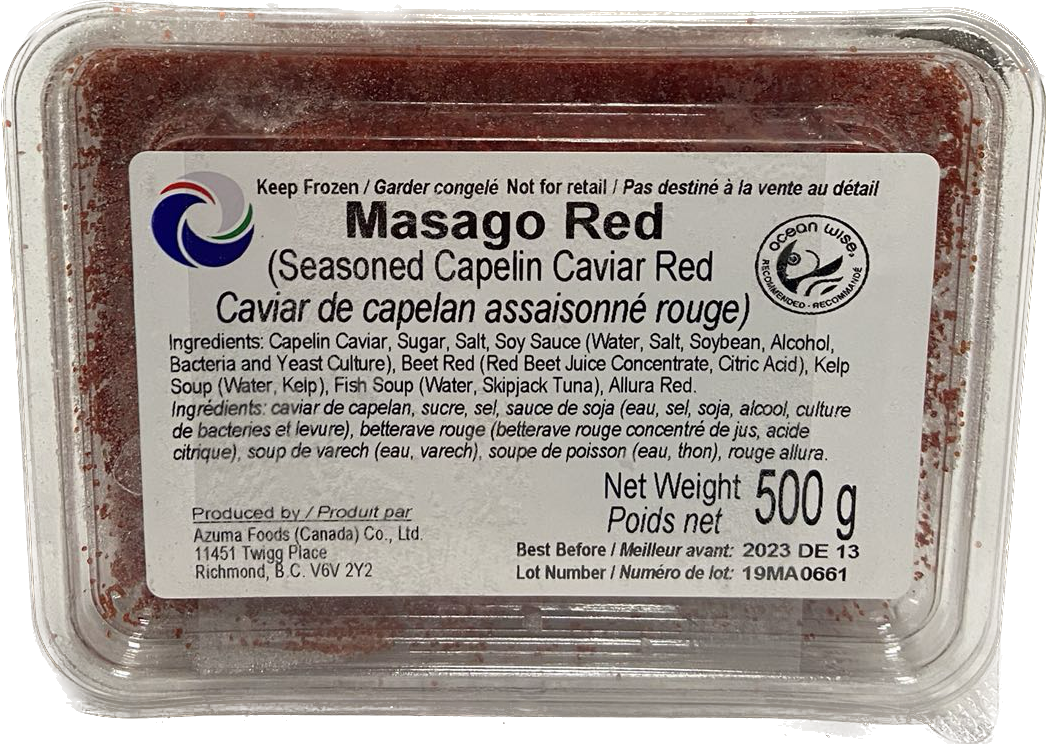 Keep Frozen / Garder congelé Not for retail / Pas destiné à la vente au détail
Masago Red
(Seasoned Capelin Caviar Red
Caviar de capelan assaisonné rouge)
ocean wise.
RECOMMENDED - RECOMMANDÉ
Ingredients: Capelin Caviar, Sugar, Salt, Soy Sauce (Water, Salt, Soybean, Alcohol,
Bacteria and Yeast Culture), Beet Red (Red Beet Juice Concentrate, Citric Acid), Kelp
Soup (Water, Kelp), Fish Soup (Water, Skipjack Tuna), Allura Red.
Ingrédients: caviar de capelan, sucre, sel, sauce de soja (eau, sel, soja, alcool, culture
de bacteries et levure), betterave rouge (betterave rouge concentré de jus, acide
citrique), soup de varech (eau, varech), soupe de poisson (eau, thon), rouge allura.
Net Weight 500 g
Poids net
Produced by / Produit par
Azuma Foods (Canada) Co., Ltd.
11451 Twigg Place
Richmond, B.C. V6V 2Y2
Best Before / Meilleur avant: 2023 DE 13
Lot Number / Numéro de lot: 19MA0661